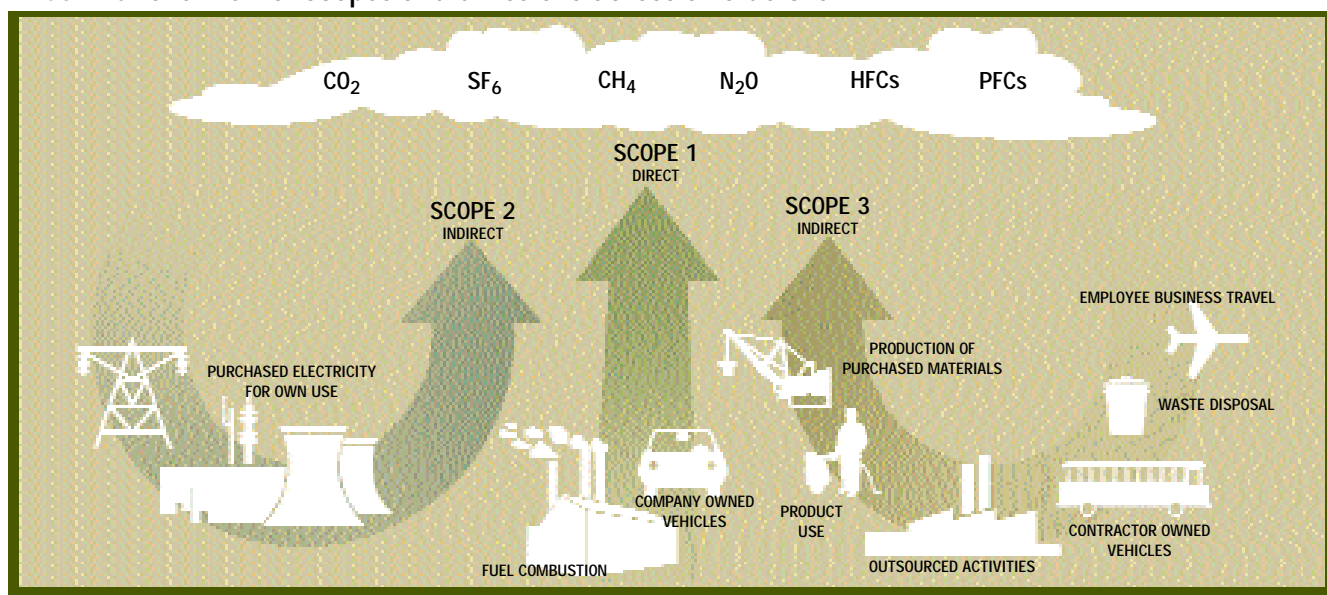 CO₂ SF₆ CH₄ N₂O HFCs PFCs
SCOPE 1
DIRECT
SCOPE 2
INDIRECT
SCOPE 3
INDIRECT
EMPLOYEE BUSINESS TRAVEL
PRODUCTION OF
PURCHASED MATERIALS
PURCHASED ELECTRICITY
FOR OWN USE
WASTE DISPOSAL
COMPANY OWNED
VEHICLES
PRODUCT
USE
CONTRACTOR OWNED
VEHICLES
FUEL COMBUSTION
OUTSOURCED ACTIVITIES